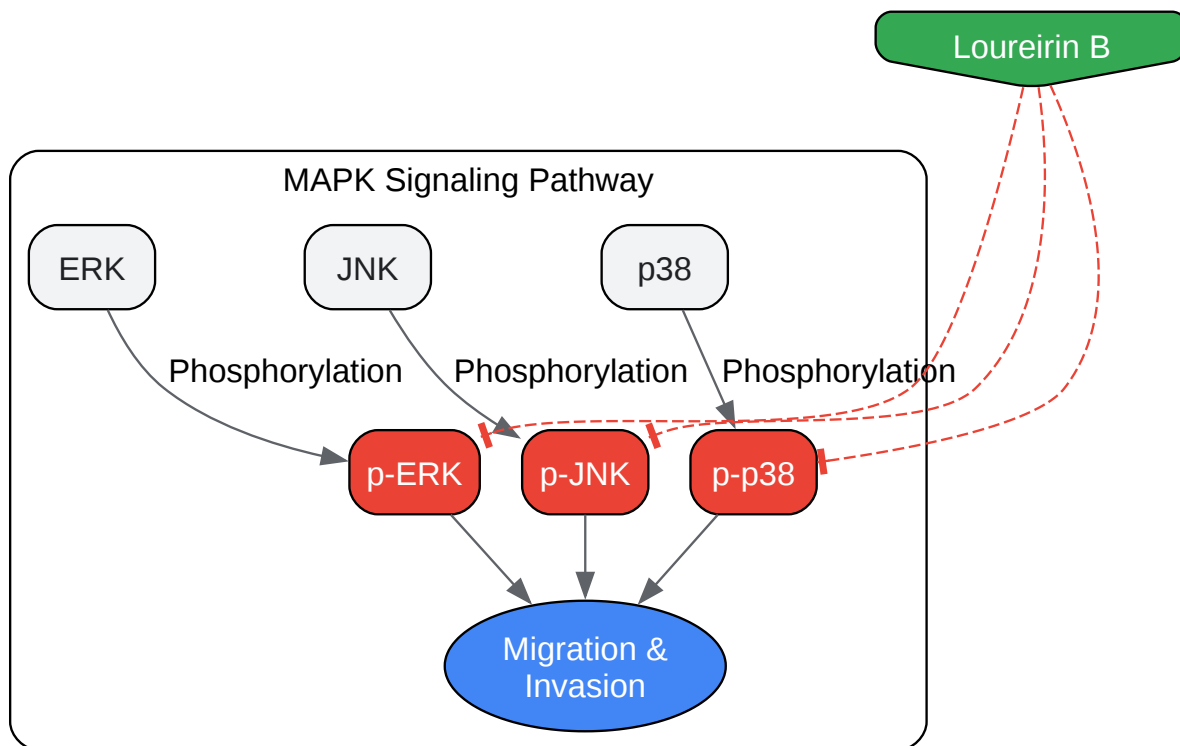 Loureirin B
MAPK Signaling Pathway
ERK
JNK
p38
Phosphorylation
Phosphorylation
Phosphorylation
p-ERK
p-JNK
p-p38
Migration &
Invasion